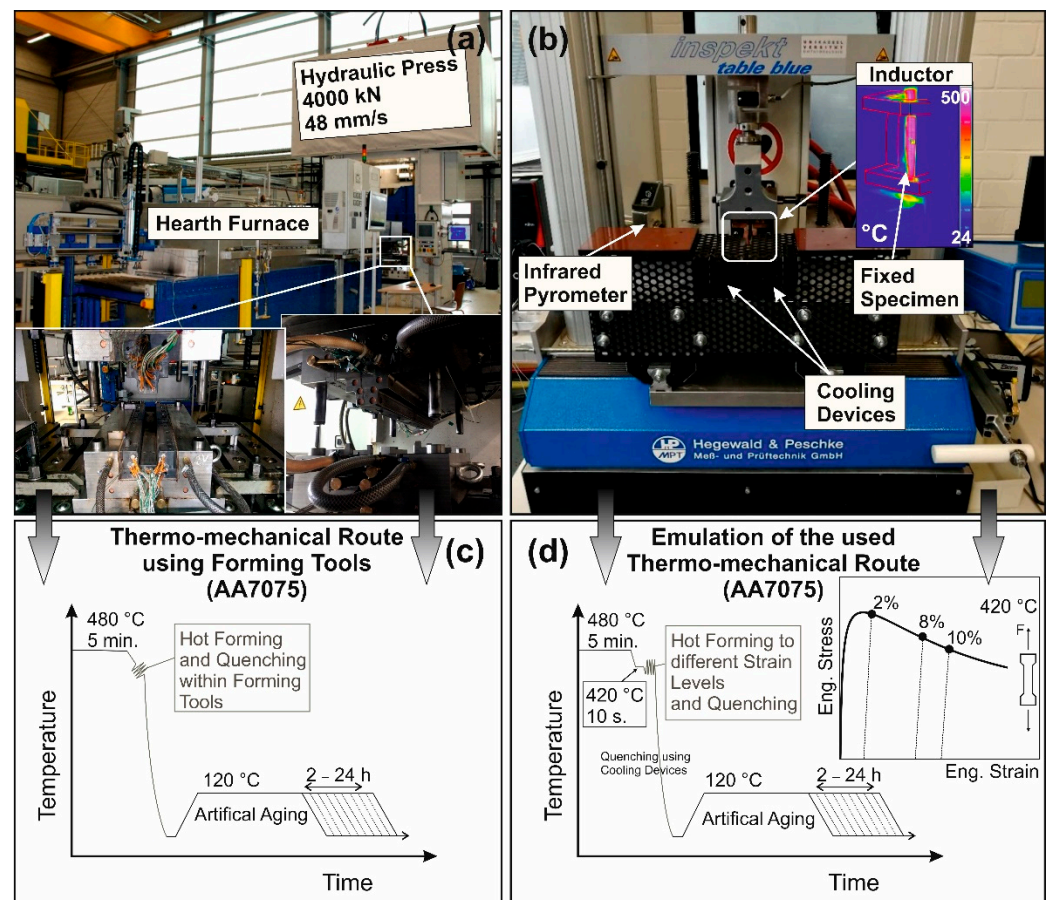 (a)
Hydraulic Press
4000 kN
48 mm/s
Hearth Furnace
(b)
inspekt
table blue
UNIKASSEL
VERSITÄT
Inductor
500
°C
24
Infrared
Pyrometer
Fixed
Specimen
Cooling
Devices
HP
MPT
Hegewald & Peschke
Meß- und Prüftechnik GmbH
Thermo-mechanical Route
using Forming Tools
(AA7075)
(c)
480 °C
5 min.
Hot Forming
and Quenching
within Forming
Tools
120 °C
2 – 24 h
Artifical Aging
Temperature
Time
(d)
Emulation of the used
Thermo-mechanical Route
(AA7075)
480 °C
5 min.
420 °C
10 s.
Hot Forming to
different Strain
Levels
and Quenching
Quenching using
Cooling Devices
120 °C
2 – 24 h
Artifical Aging
Temperature
Time
2%
8%
10%
420 °C
F
Eng. Stress
Eng. Strain